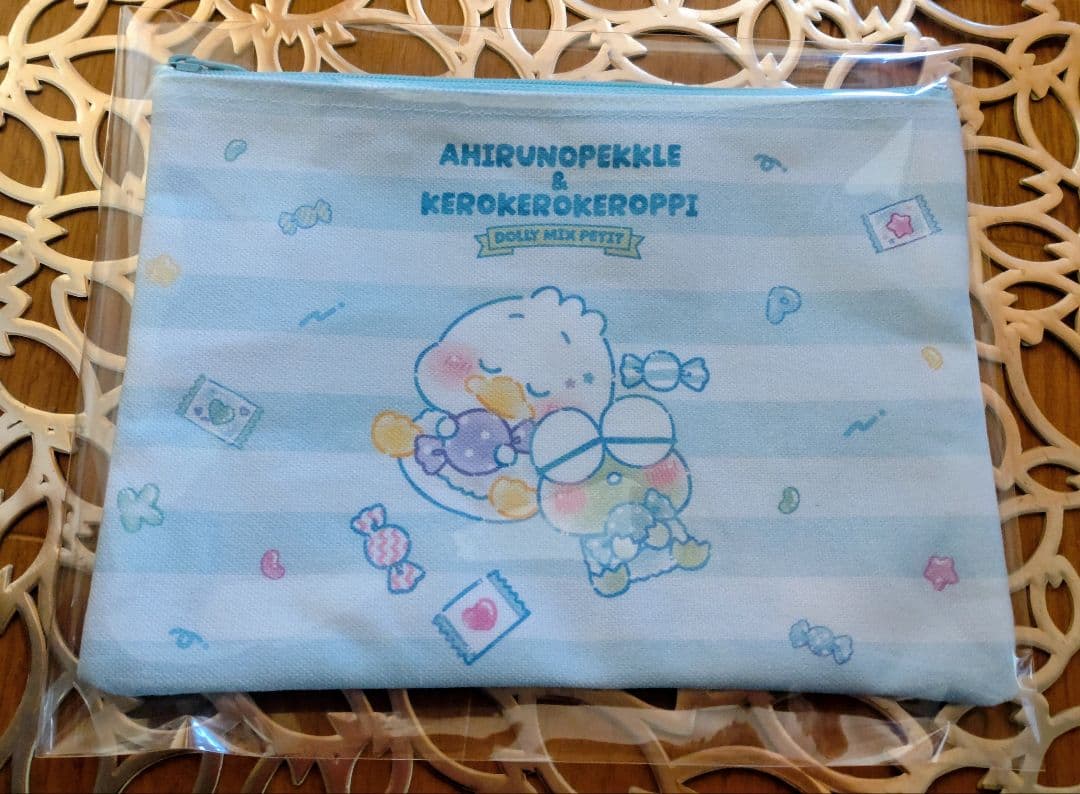 AHIRUNOPEKKLE
&
KEROKEROKEROPPI
DOLLY MIX PETIT
P
K